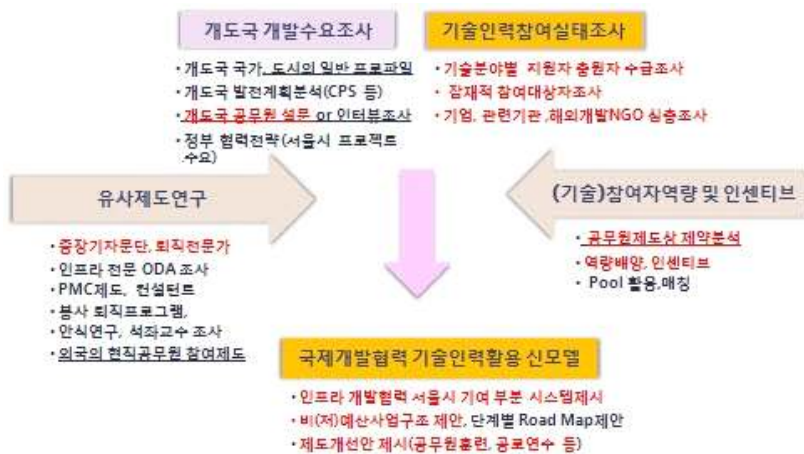 개도국 개발수요조사
• 개도국 국가, 도시의 일반 프로파일
• 개도국 발전계획분석(CPS 등)
• 개도국 공무원 설문 or 인터뷰조사
• 정부 협력전략(서울시 프로젝트
수요)
기술인력참여실태조사
• 기술분야별 지원자 충원자 수급조사
• 잠재적 참여대상자조사
• 기업, 관련기관,해외개발NGO 심층조사
유사제도연구
• 중장기자문단, 퇴직전문가
• 인프라 전문 ODA 조사
• PMC제도, 컨설턴트
• 봉사 퇴직프로그램,
• 안식연구, 석좌교수 조사
• 외국의 현직공무원 참여제도
(기술)참여자역량 및 인센티브
• 공무원제도상 제약분석
• 역량배양, 인센티브
• Pool 활용,매칭
국제개발협력 기술인력활용 신모델
• 인프라 개발협력 서울시 기여 부분 시스템제시
• 비(저)예산사업구조 제안, 단계별 Road Map제안
• 제도개선안 제시(공무원훈련, 공로연수 등)